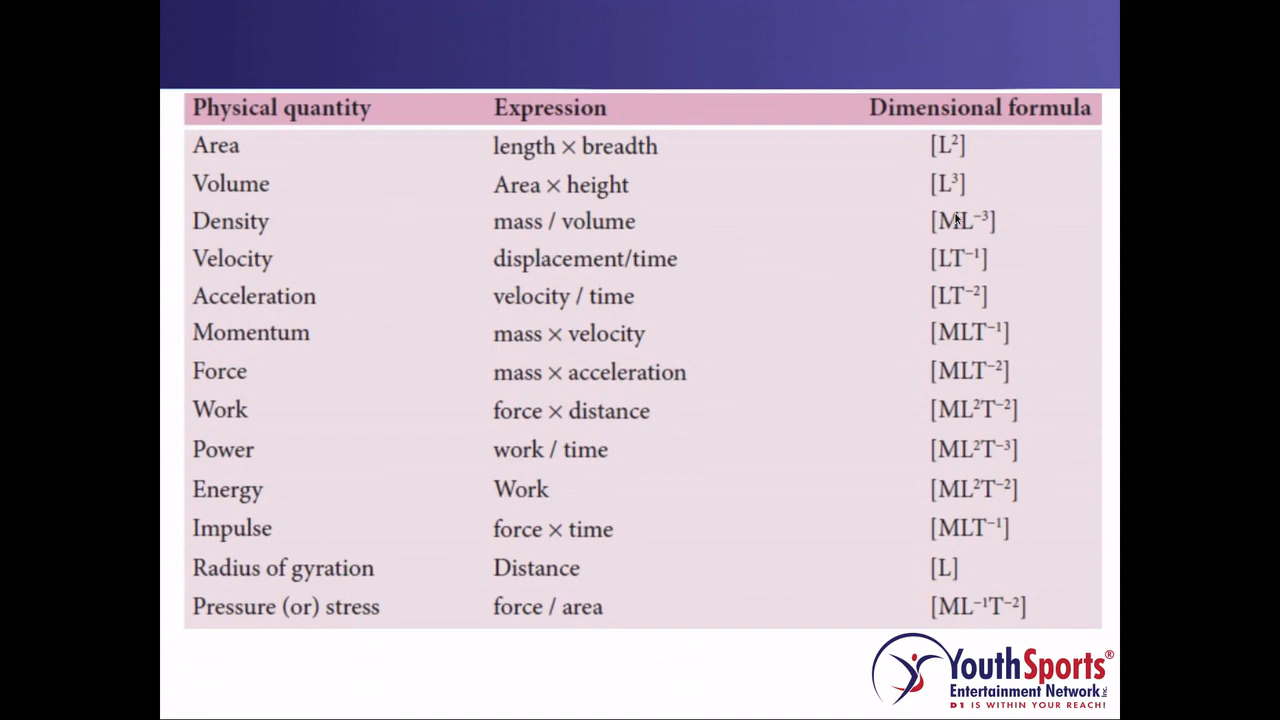 Physical quantity Expression Dimensional formula
Area length × breadth [L²]
Volume Area × height [L³]
Density mass / volume [ML⁻³]
Velocity displacement/time [LT⁻¹]
Acceleration velocity / time [LT⁻²]
Momentum mass × velocity [MLT⁻¹]
Force mass × acceleration [MLT⁻²]
Work force × distance [ML²T⁻²]
Power work / time [ML²T⁻³]
Energy Work [ML²T⁻²]
Impulse force × time [MLT⁻¹]
Radius of gyration Distance [L]
Pressure (or) stress force / area [ML⁻¹T⁻²]
YouthSports®
Entertainment Network Inc.
D1 IS WITHIN YOUR REACH!